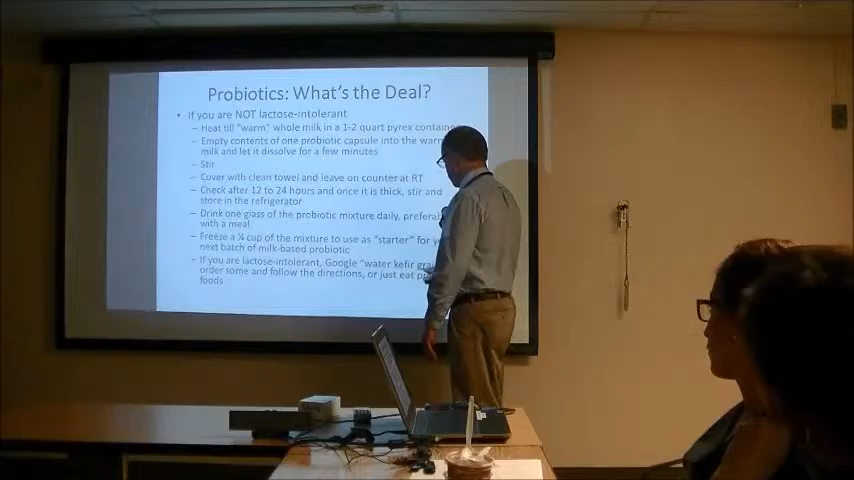 Probiotics: What's the Deal?
• If you are NOT lactose-intolerant
– Heat till "warm" whole milk in a 1-2 quart pyrex
– Empty contents of one probiotic capsule into the
milk and let it dissolve for a few minutes
– Stir
– Cover with clean towel and leave on counter at RT
– Check after 12 to 24 hours and once it is thick, stir and
store in the refrigerator
– Drink one glass of the probiotic mixture daily,
with a meal
– Freeze a ¼ cup of the mixture to use as "starter" for
next batch of milk-based probiotic
– If you are lactose-intolerant, Google "water kefir
order some and follow the directions, or just eat
foods